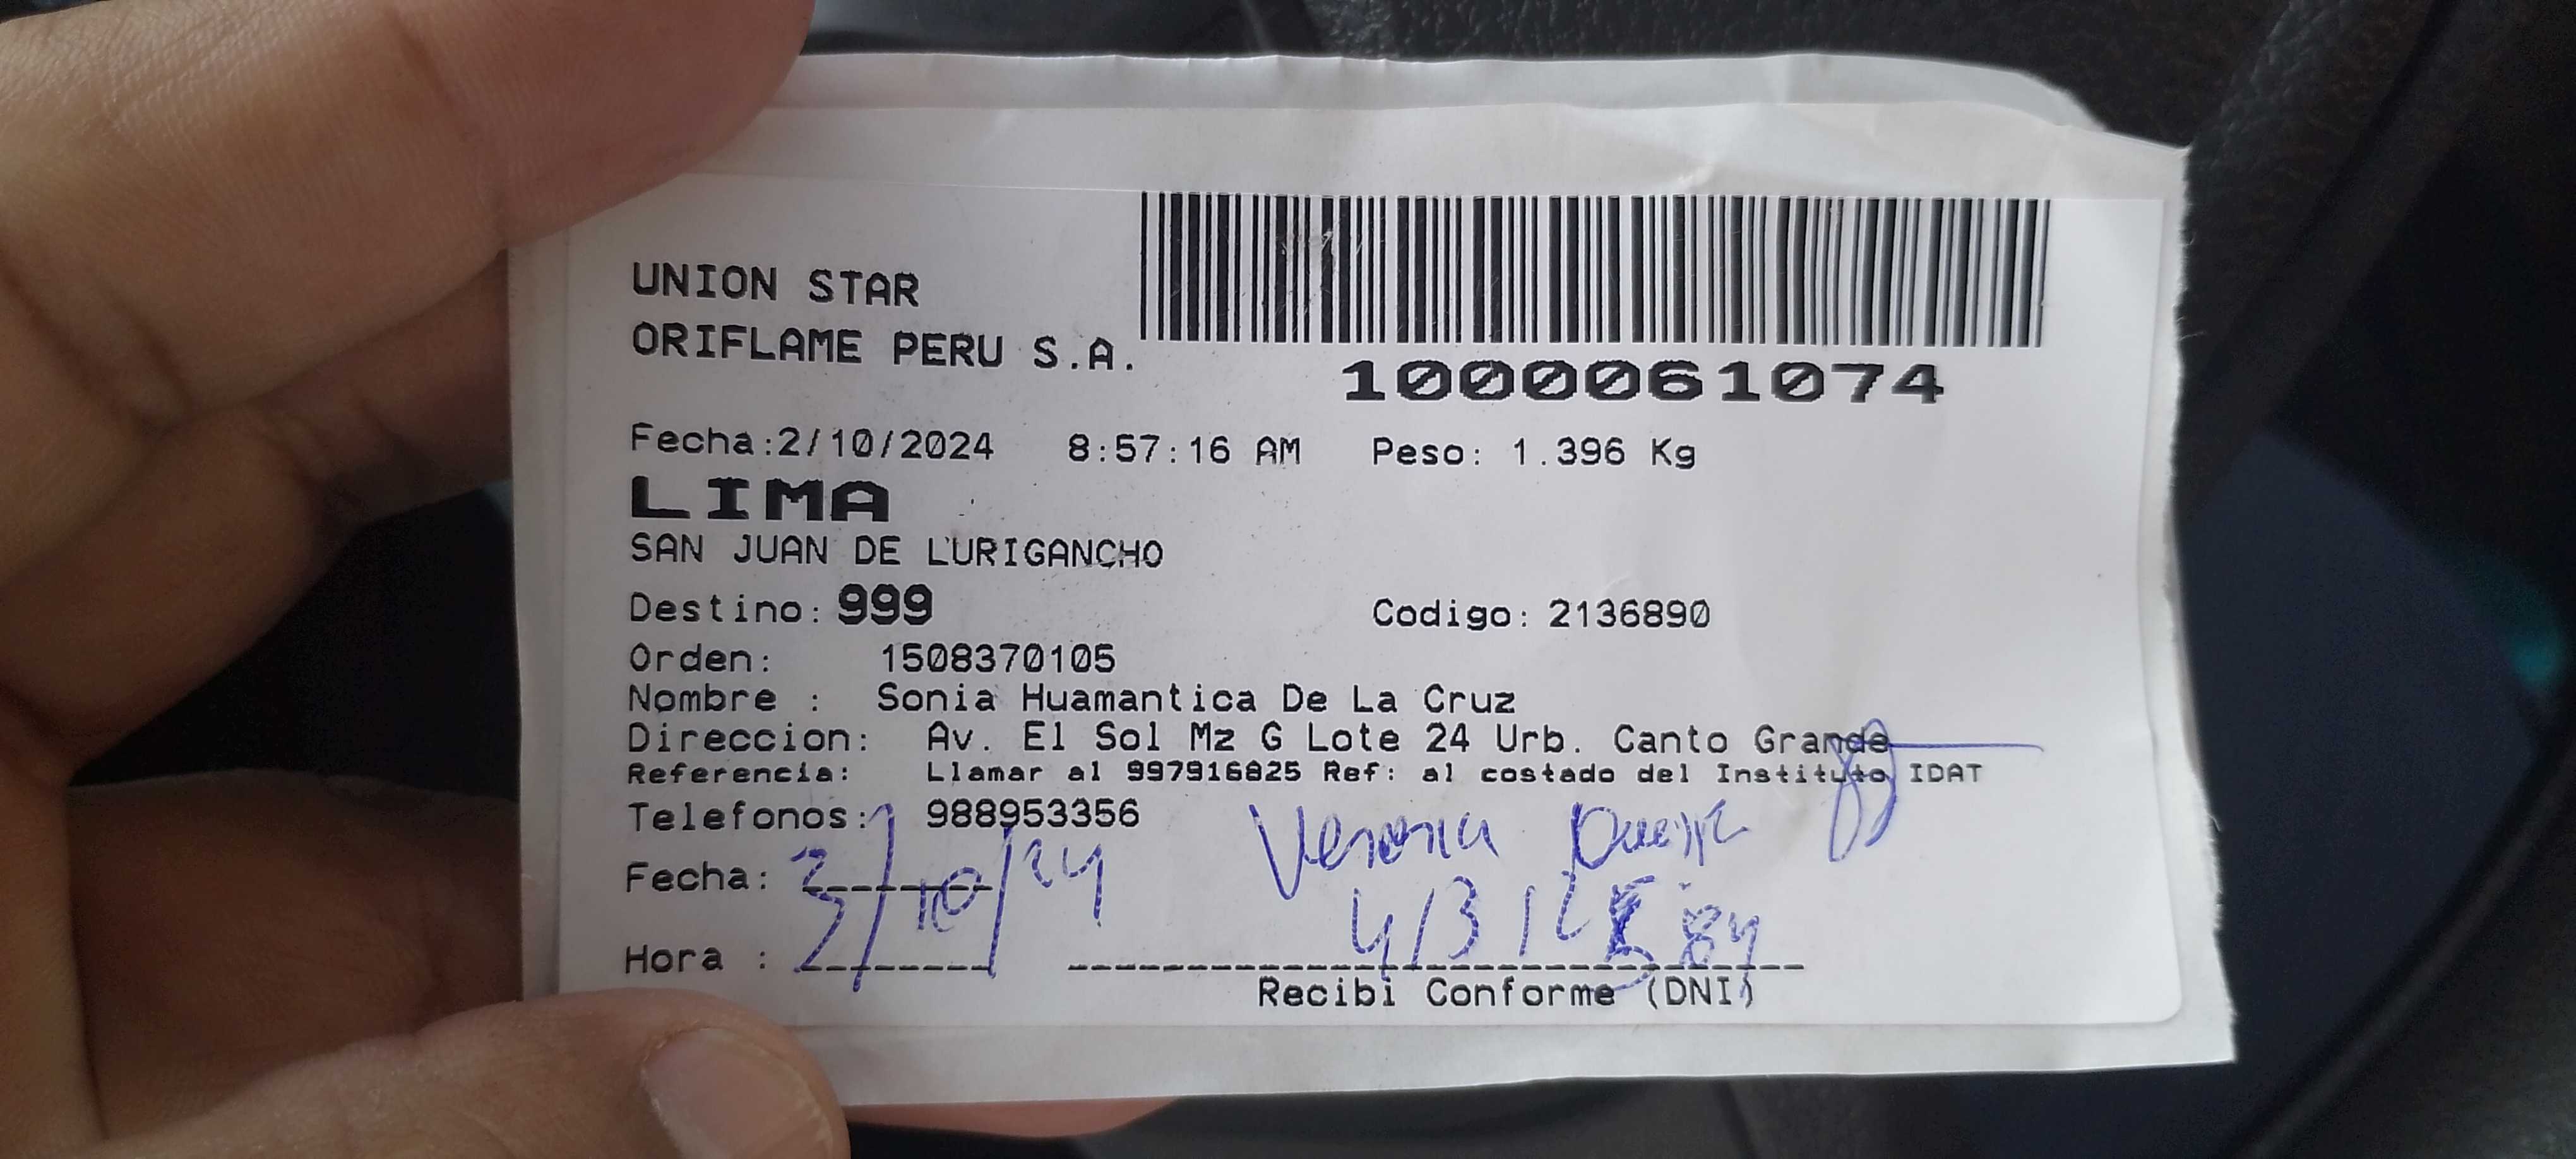 UNION STAR
ORIFLAME PERU S.A.
1000061074
Fecha:2/10/2024 8:57:16 AM Peso: 1.396 Kg
LIMA
SAN JUAN DE LURIGANCHO
Destino: 999 Codigo: 2136890
Orden: 1508370105
Nombre : Sonia Huamantica De La Cruz
Direccion: Av. El Sol Mz G Lote 24 Urb. Canto Grande
Referencia: Llamar al 997916825 Ref: al costado del Instituto IDAT
Telefonos: 988953356
Fecha: 3/10/24
Hora :
Recibi Conforme (DNI)